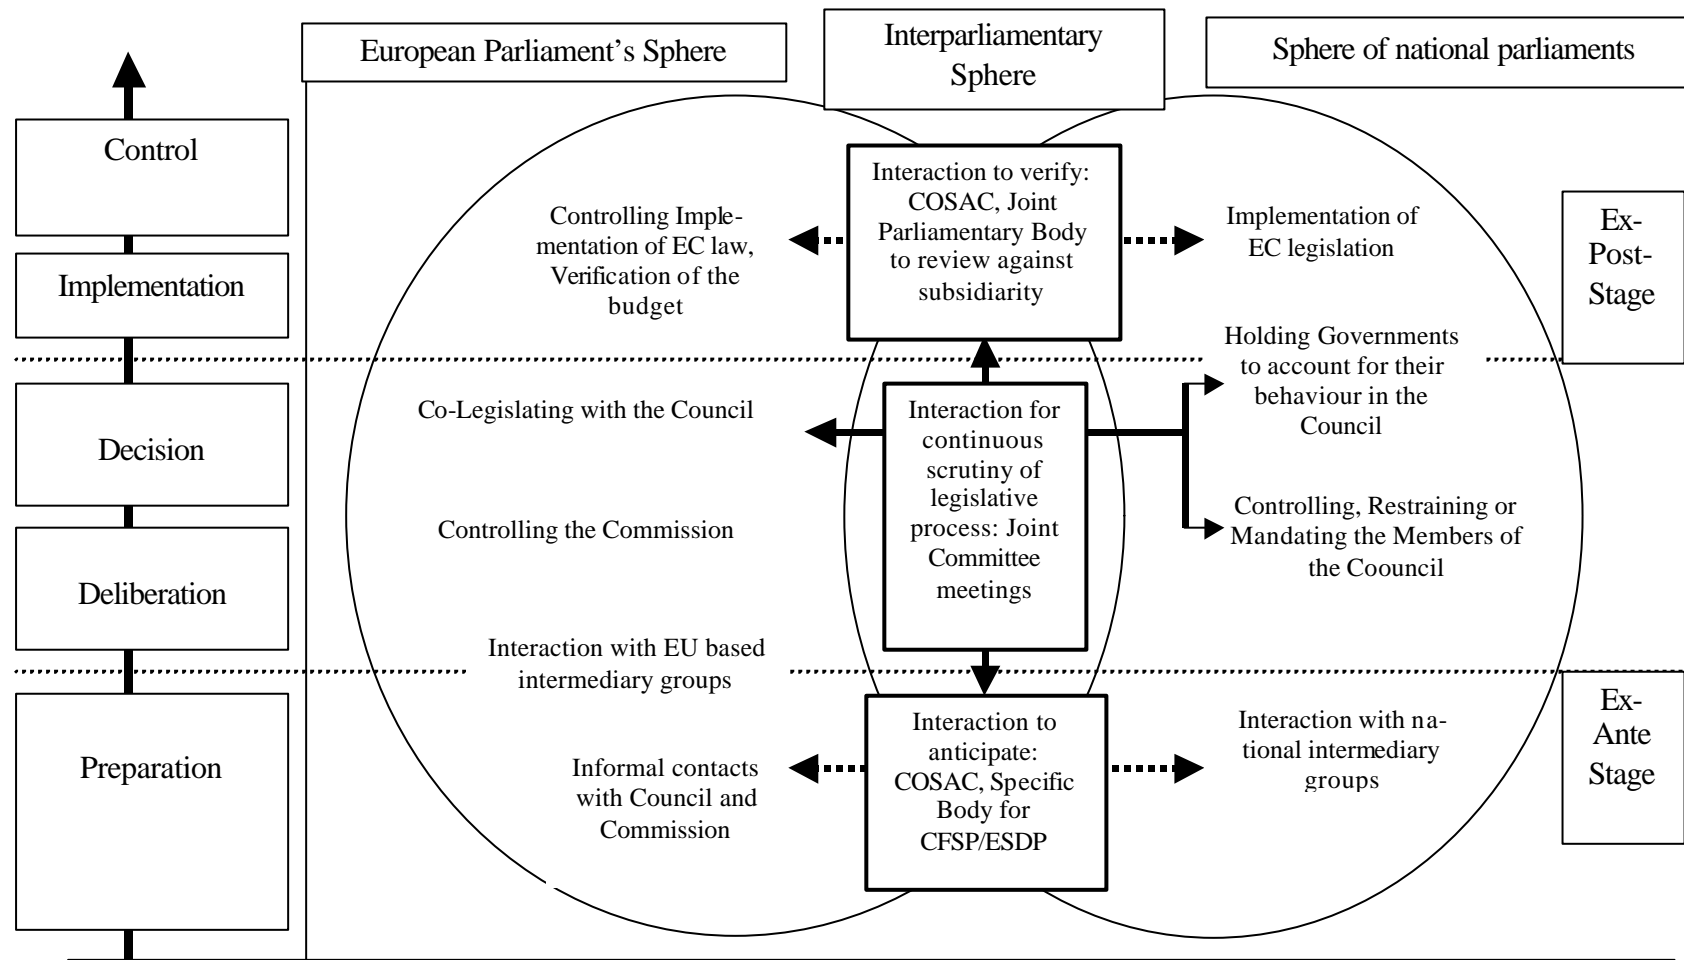 European Parliament's Sphere
Interparliamentary
Sphere
Sphere of national parliaments
Control
Implementation
Decision
Deliberation
Preparation
Controlling Imple-
mentation of EC law,
Verification of the
budget
Co-Legislating with the Council
Controlling the Commission
Interaction with EU based
intermediary groups
Informal contacts
with Council and
Commission
Interaction to verify:
COSAC, Joint
Parliamentary Body
to review against
subsidiarity
Interaction for
continuous
scrutiny of
legislative
process: Joint
Committee
meetings
Interaction to
anticipate:
COSAC, Specific
Body for
CFSP/ESDP
Implementation of
EC legislation
Holding Governments
to account for their
behaviour in the
Council
Controlling, Restraining or
Mandating the Members of
the Coouncil
Interaction with na-
tional intermediary
groups
Ex-
Post-
Stage
Ex-
Ante
Stage